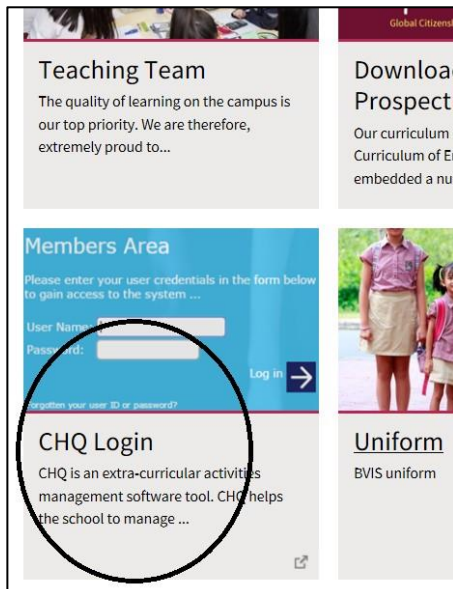 Global Citizens
Teaching Team
The quality of learning on the campus is
our top priority. We are therefore,
extremely proud to...
Download
Prospect
Our curriculum
Curriculum of
embedded a nu
Members Area
Please enter your user credentials in the form below
to gain access to the system ...
User Name:
Password:
Log in
Forgotten your user ID or password?
CHQ Login
CHQ is an extra-curricular activities
management software tool. CHQ helps
the school to manage ...
Uniform
BVIS uniform